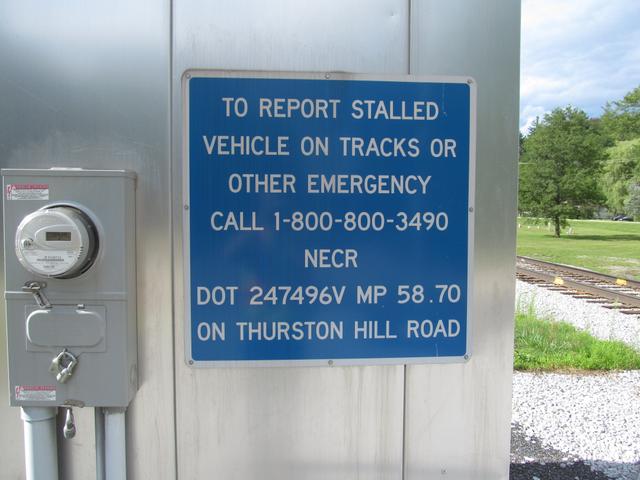 TO REPORT STALLED
VEHICLE ON TRACKS OR
OTHER EMERGENCY
CALL 1-800-800-3490
NECR
DOT 247496V MP 58.70
ON THURSTON HILL ROAD